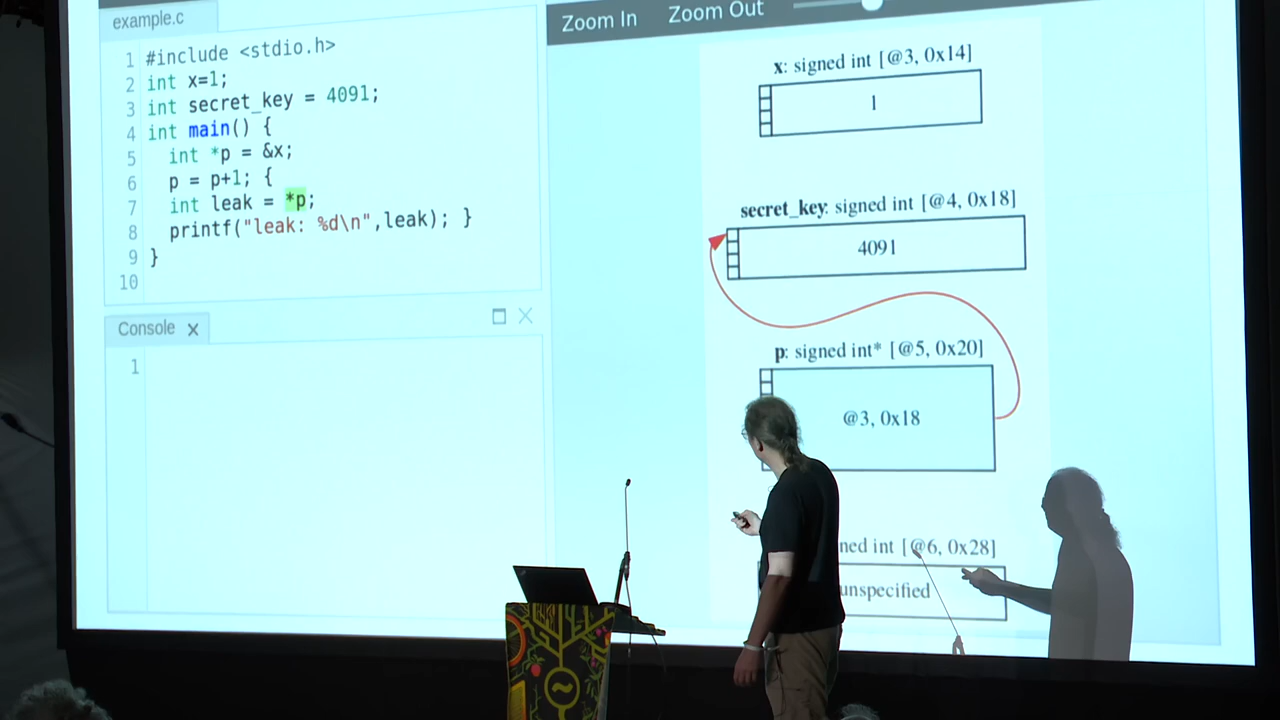 example.c
1 #include <stdio.h>
2 int x=1;
3 int secret_key = 4091;
4 int main() {
5 int *p = &x;
6 p = p+1; {
7 int leak = *p;
8 printf("leak: %d\n",leak); }
9 }
10
Console
1
Zoom In Zoom Out
x: signed int [@3, 0x14]
1
secret_key: signed int [@4, 0x18]
4091
p: signed int* [@5, 0x20]
@3, 0x18
ned int [@6, 0x28]
unspecified